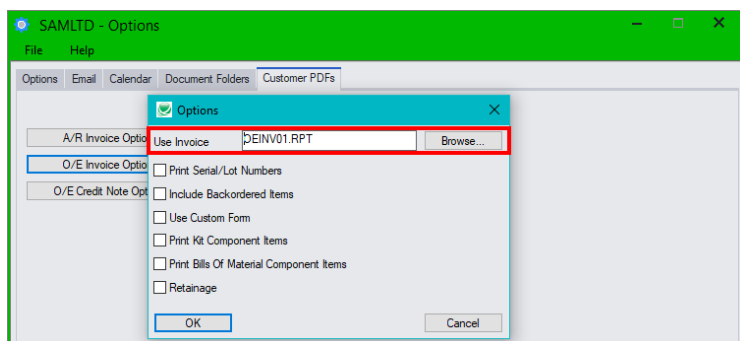 SAMLTD - Options
File Help
Options Email Calendar Document Folders Customer PDFs
Options
A/R Invoice Optio
Use Invoice OEINV01.RPT Browse...
O/E Invoice Optio
Print Serial/Lot Numbers
O/E Credit Note Opt
Include Backordered Items
Use Custom Form
Print Kit Component Items
Print Bills Of Material Component Items
Retainage
OK Cancel